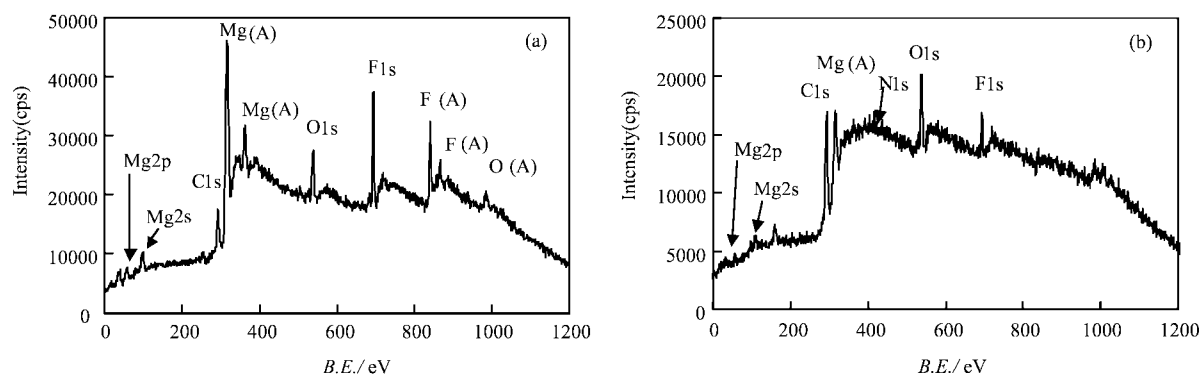 50000
40000
30000
20000
10000
0
Intensity(cps)
Mg(A)
(a)
F1s
Mg(A)
O1s
F (A)
F (A)
O (A)
Mg2p
C1s
Mg2s
0 200 400 600 800 1000 1200
B.E./ eV
25000
20000
15000
10000
5000
0
Intensity(cps)
(b)
O1s
Mg(A)
N1s
F1s
C1s
Mg2p
Mg2s
0 200 400 600 800 1000 1200
B.E./ eV